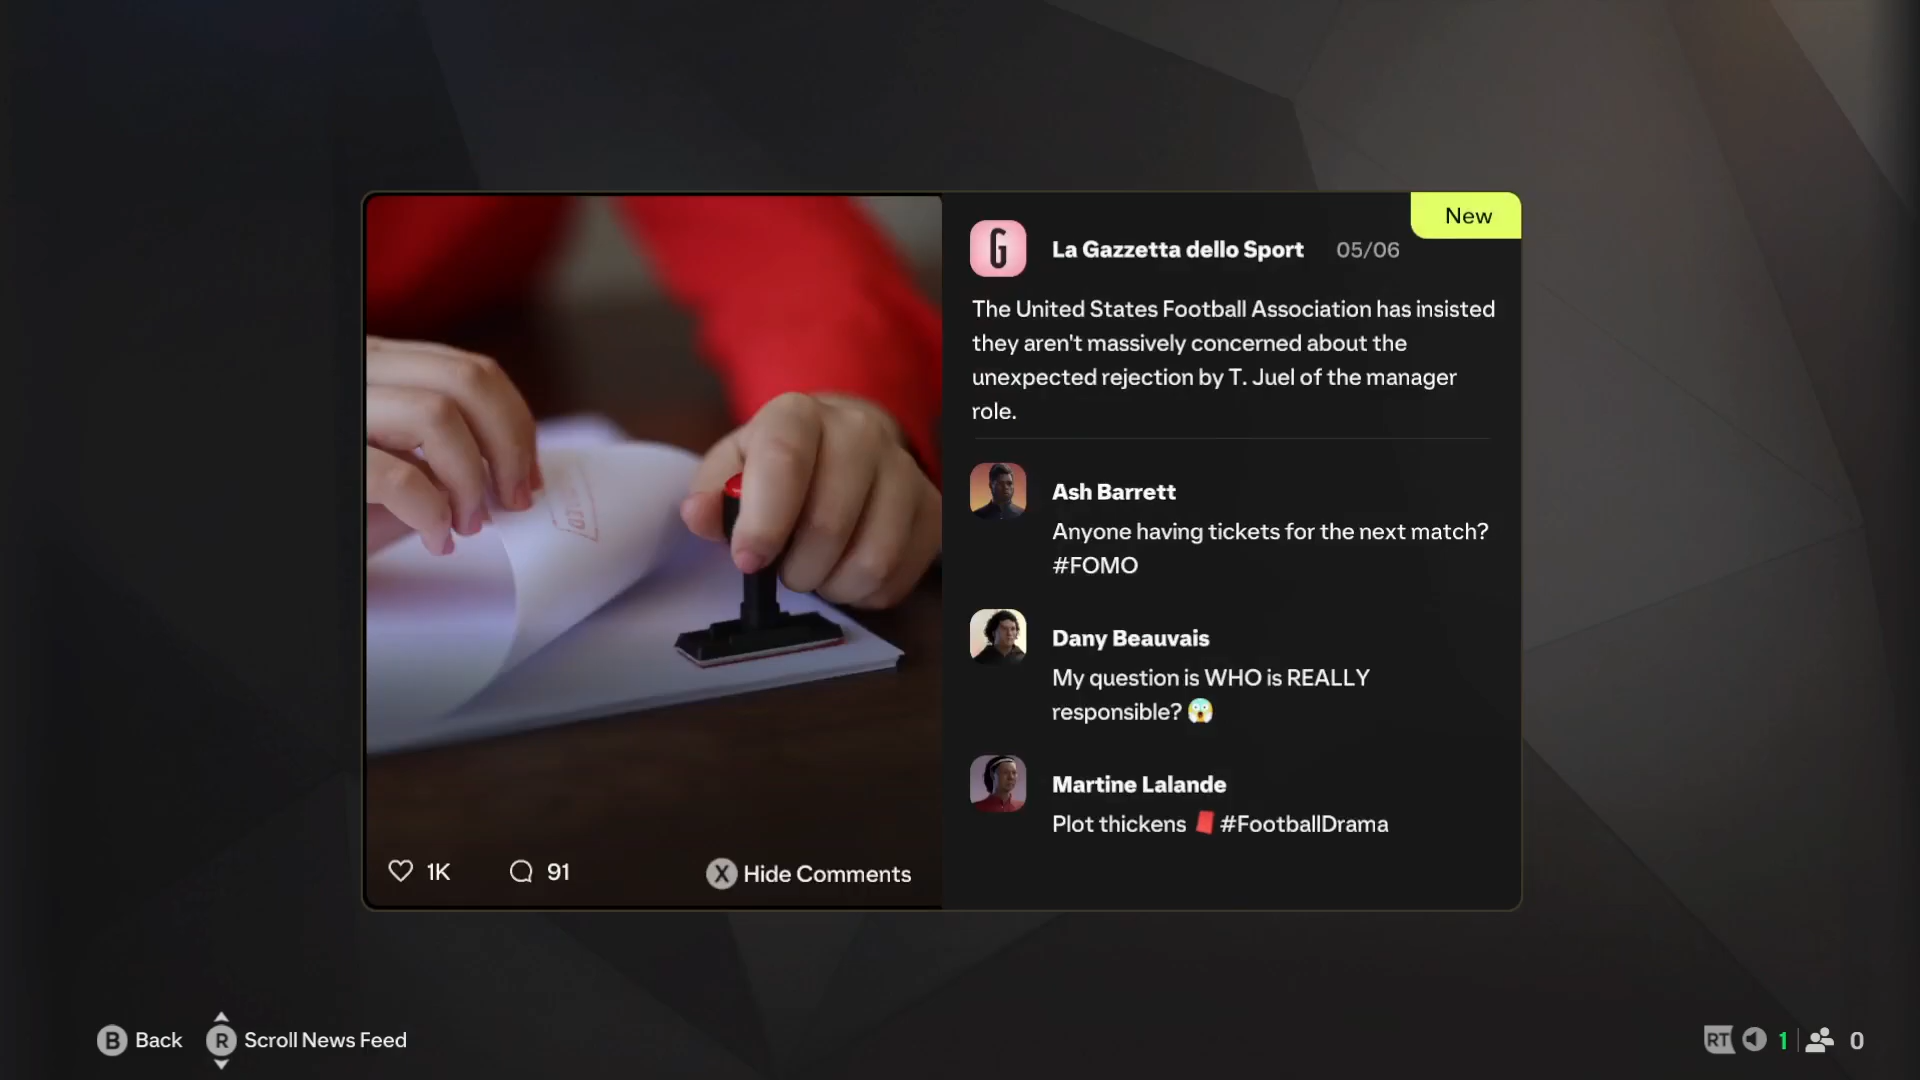 New
G La Gazzetta dello Sport 05/06
The United States Football Association has insisted
they aren't massively concerned about the
unexpected rejection by T. Juel of the manager
role.
Ash Barrett
Anyone having tickets for the next match?
#FOMO
Dany Beauvais
My question is WHO is REALLY
responsible? 😱
Martine Lalande
Plot thickens 🟥 #FootballDrama
1K 91 X Hide Comments
B Back R Scroll News Feed
RT 1 0